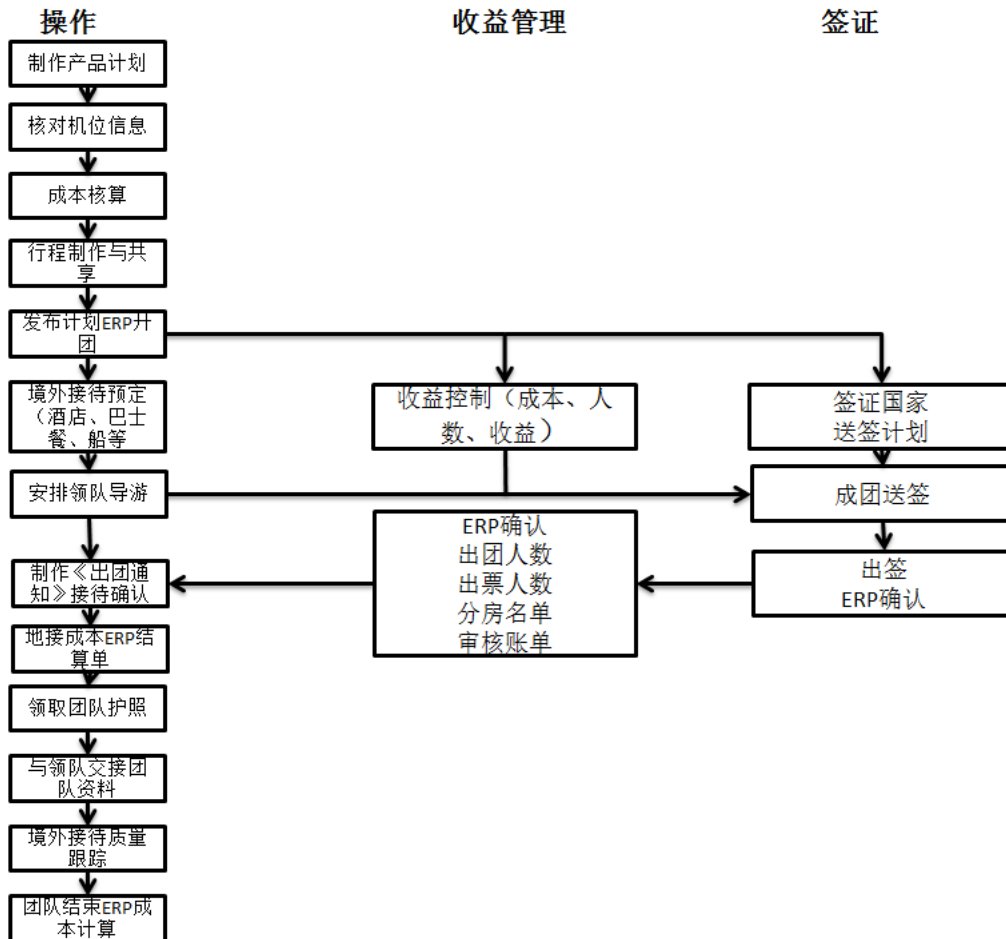 操作
收益管理
签证
制作产品计划
核对机位信息
成本核算
行程制作与共
享
发布计划ERP开
团
境外接待预定
（酒店、巴士
餐、船等
收益控制（成本、人
数、收益）
签证国家
送签计划
安排领队导游
成团送签
制作《出团通
知》接待确认
ERP确认
出团人数
出票人数
分房名单
审核账单
出签
ERP确认
地接成本ERP结
算单
领取团队护照
与领队交接团
队资料
境外接待质量
跟踪
团队结束ERP成
本计算